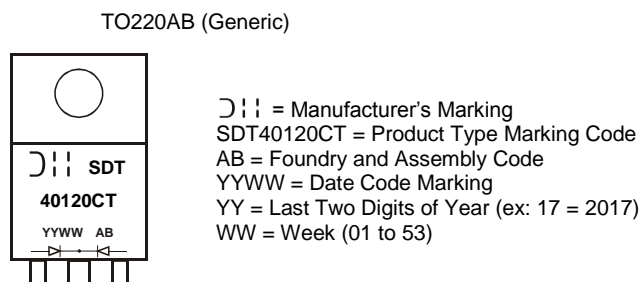 TO220AB (Generic)
SDT
40120CT
YYWW AB
= Manufacturer's Marking
SDT40120CT = Product Type Marking Code
AB = Foundry and Assembly Code
YYWW = Date Code Marking
YY = Last Two Digits of Year (ex: 17 = 2017)
WW = Week (01 to 53)